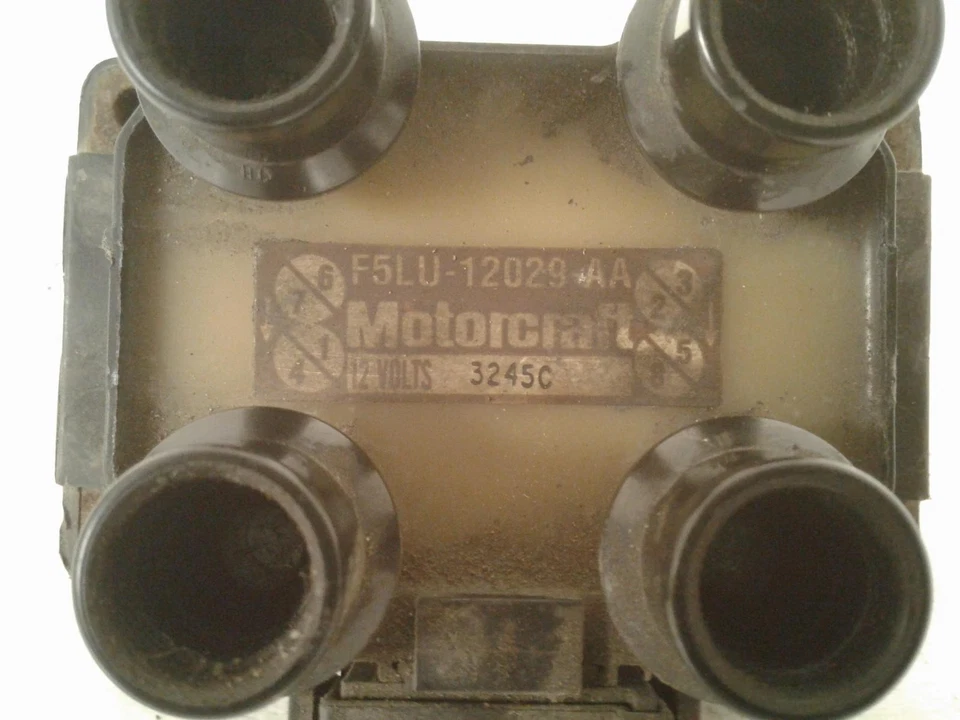 6 F5LU-12029-AA 3
7 Motorcraft 2
1 5
4 12 VOLTS 3245C 8